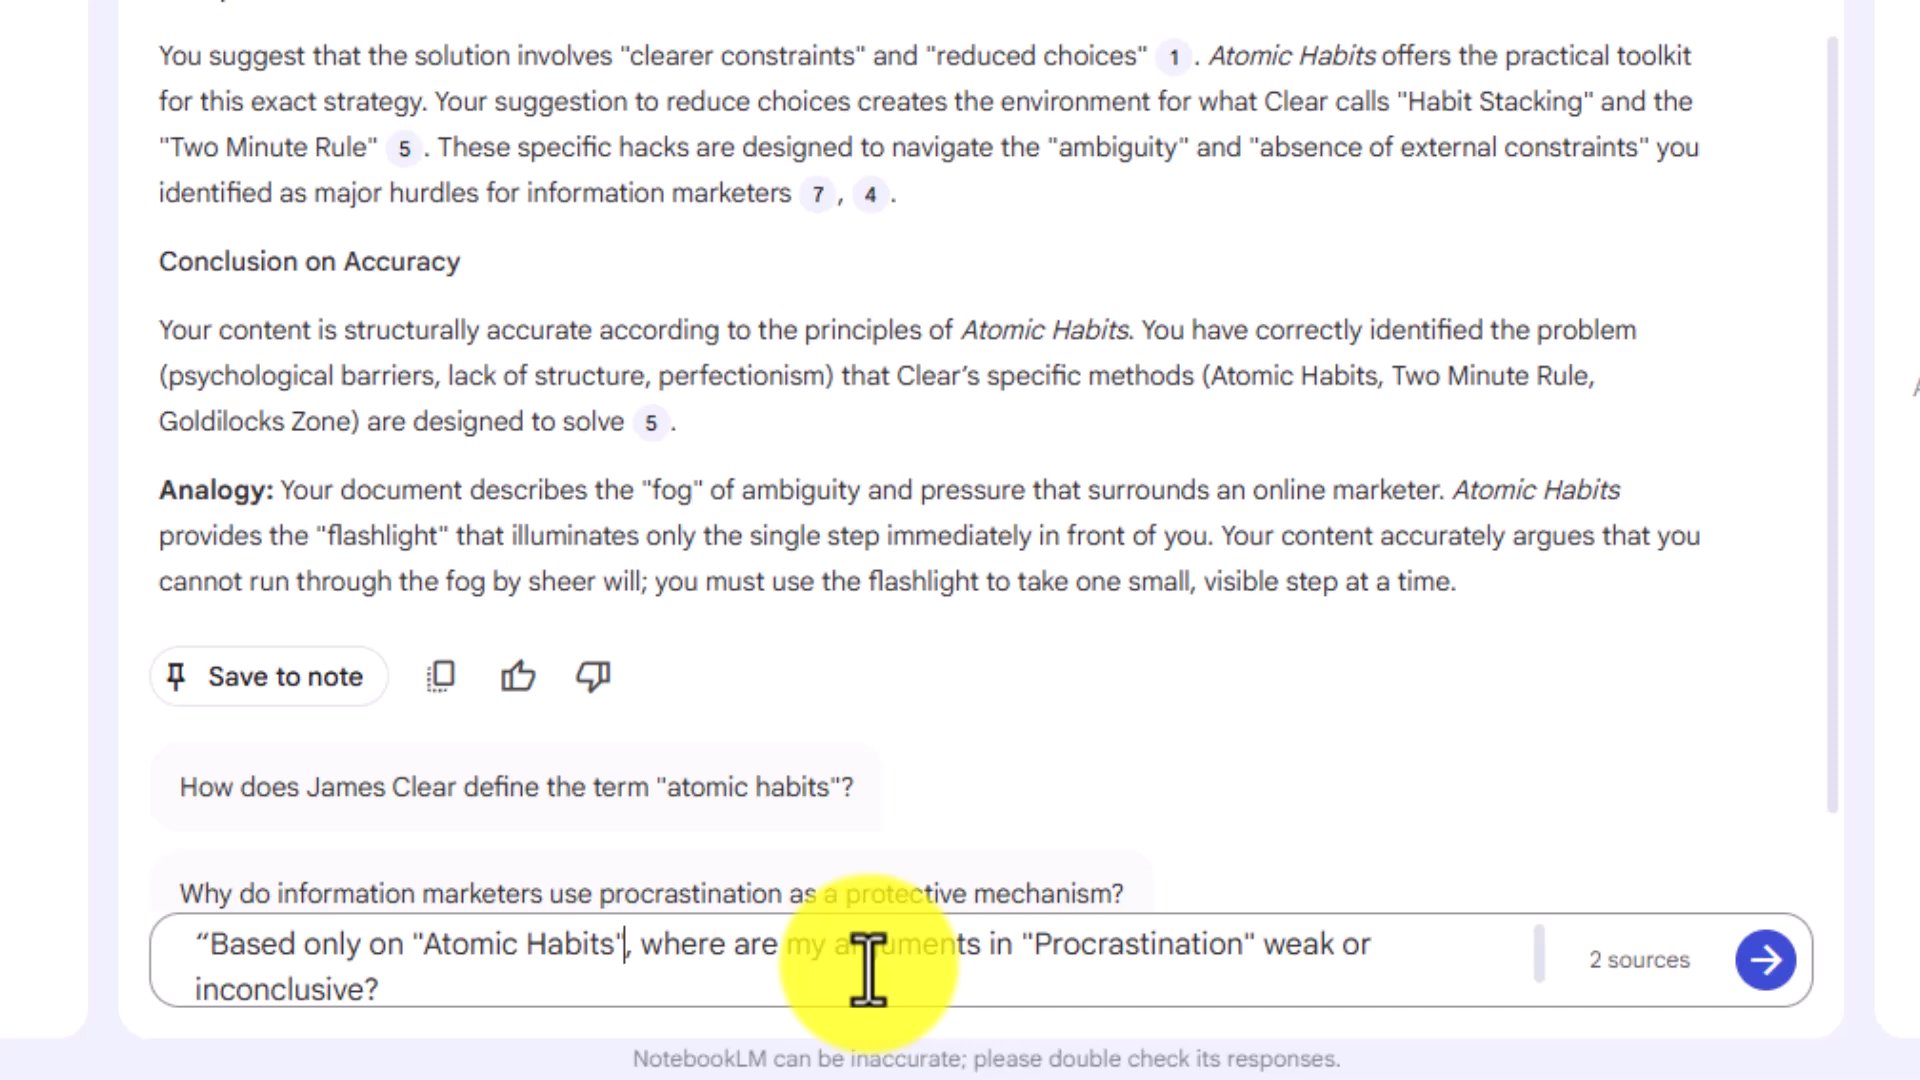 You suggest that the solution involves "clearer constraints" and "reduced choices" 1 . Atomic Habits offers the practical toolkit
for this exact strategy. Your suggestion to reduce choices creates the environment for what Clear calls "Habit Stacking" and the
"Two Minute Rule" 5 . These specific hacks are designed to navigate the "ambiguity" and "absence of external constraints" you
identified as major hurdles for information marketers 7 , 4 .
Conclusion on Accuracy
Your content is structurally accurate according to the principles of Atomic Habits. You have correctly identified the problem
(psychological barriers, lack of structure, perfectionism) that Clear’s specific methods (Atomic Habits, Two Minute Rule,
Goldilocks Zone) are designed to solve 5 .
Analogy: Your document describes the "fog" of ambiguity and pressure that surrounds an online marketer. Atomic Habits
provides the "flashlight" that illuminates only the single step immediately in front of you. Your content accurately argues that you
cannot run through the fog by sheer will; you must use the flashlight to take one small, visible step at a time.
Save to note
How does James Clear define the term "atomic habits"?
Why do information marketers use procrastination as a protective mechanism?
“Based only on "Atomic Habits", where are my arguments in "Procrastination" weak or
inconclusive?
2 sources
NotebookLM can be inaccurate; please double check its responses.